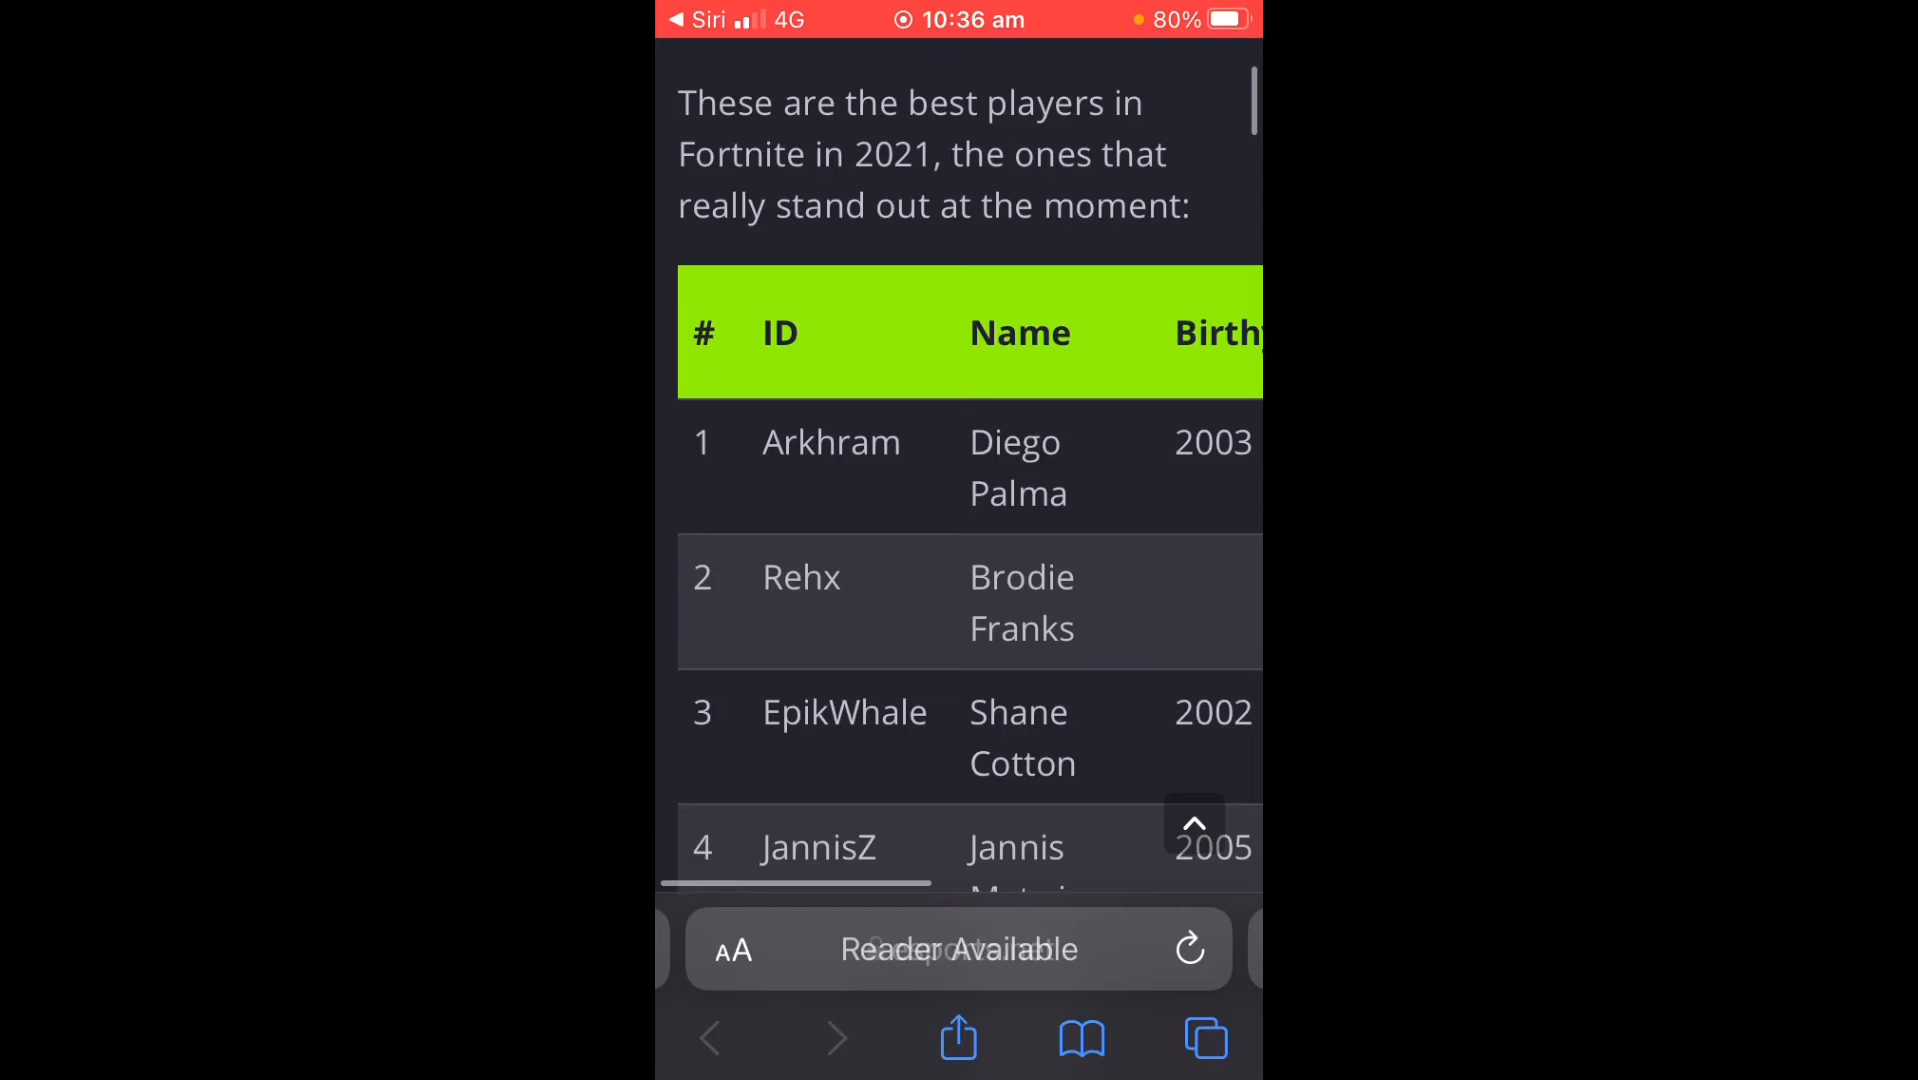 Siri 4G 10:36 am 80%
These are the best players in
Fortnite in 2021, the ones that
really stand out at the moment:
# ID Name Birthy
1 Arkhram Diego Palma 2003
2 Rehx Brodie Franks
3 EpikWhale Shane Cotton 2002
4 JannisZ Jannis 2005
AA Reader Available